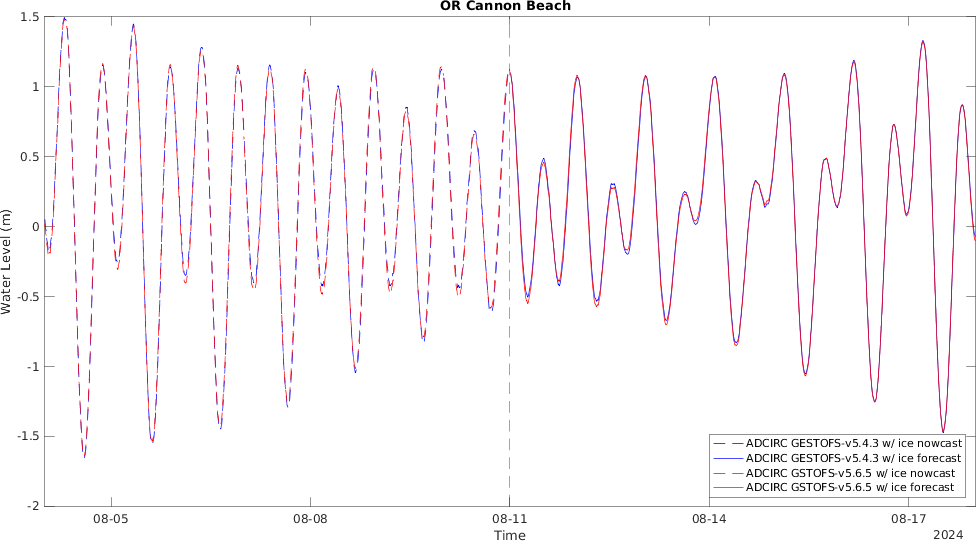 OR Cannon Beach
1.5
1
0.5
0
-0.5
-1
-1.5
-2
Water Level (m)
08-05
08-08
08-11
08-14
08-17
Time
2024
ADCIRC GESTOFS-v5.4.3 w/ ice nowcast
ADCIRC GESTOFS-v5.4.3 w/ ice forecast
ADCIRC GSTOFS-v5.6.5 w/ ice nowcast
ADCIRC GSTOFS-v5.6.5 w/ ice forecast